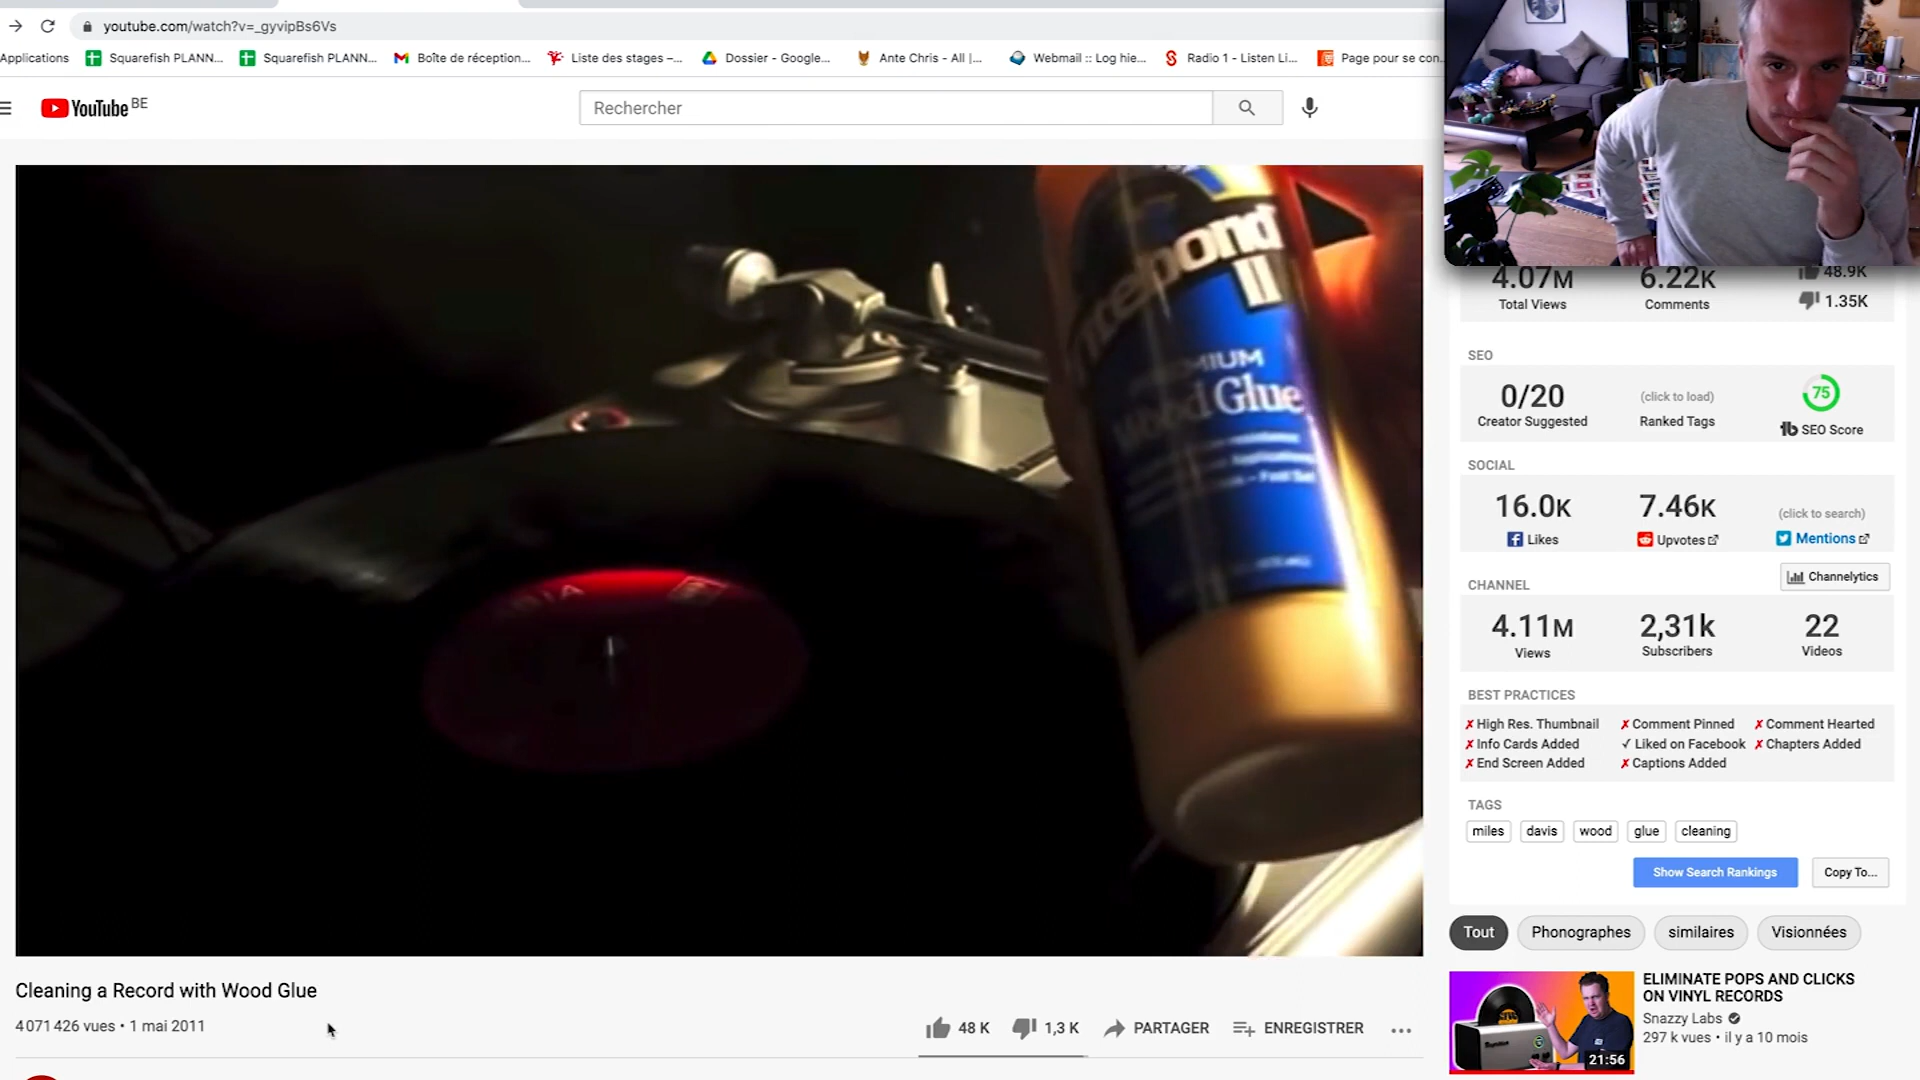 youtube.com/watch?v=_gyvipBs6Vs
Applications
Squarefish PLANN...
Squarefish PLANN...
Boîte de réception...
Liste des stages –...
Dossier - Google...
Ante Chris - All |...
Webmail :: Log hie...
Radio 1 - Listen Li...
Page pour se con...
YouTube BE
Rechercher
tebond
II
MIUM
Wood Glue
4.07M
Total Views
6.22K
Comments
48.9K
1.35K
SEO
0/20
Creator Suggested
(click to load)
Ranked Tags
75
tb SEO Score
SOCIAL
16.0K
Likes
7.46K
Upvotes
(click to search)
Mentions
CHANNEL
Channelytics
4.11M
Views
2,31k
Subscribers
22
Videos
BEST PRACTICES
✗ High Res. Thumbnail ✗ Comment Pinned ✗ Comment Hearted
✗ Info Cards Added ✓ Liked on Facebook ✗ Chapters Added
✗ End Screen Added ✗ Captions Added
TAGS
miles davis wood glue cleaning
Show Search Rankings
Copy To...
Tout Phonographes similaires Visionnées
Cleaning a Record with Wood Glue
4 071 426 vues • 1 mai 2011
48 K
1,3 K
PARTAGER
ENREGISTRER
ELIMINATE POPS AND CLICKS
ON VINYL RECORDS
Snazzy Labs
297 k vues • il y a 10 mois
21:56